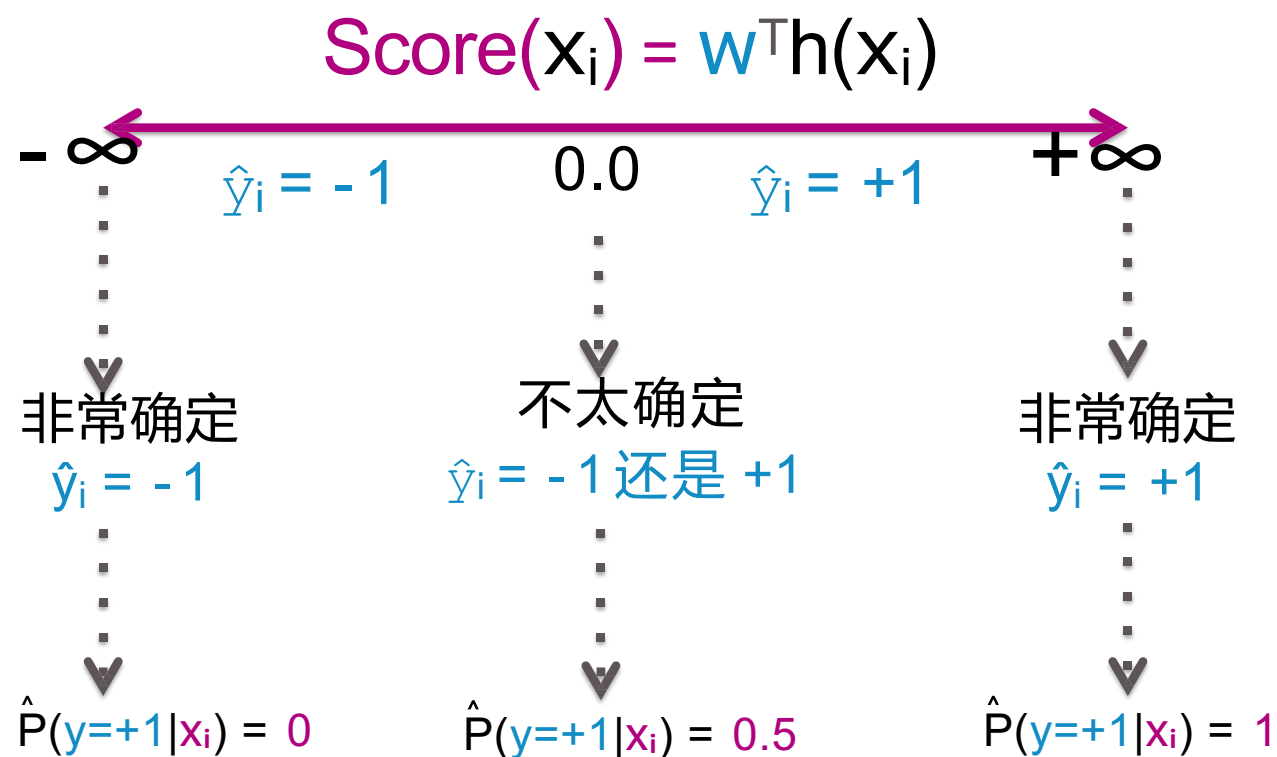 Score(xᵢ) = wᵀh(xᵢ)
- ∞ 0.0 +∞
ŷᵢ = - 1 ŷᵢ = +1
非常确定 不太确定 非常确定
ŷᵢ = - 1 ŷᵢ = - 1 还是 +1 ŷᵢ = +1
P̂(y=+1|xᵢ) = 0 P̂(y=+1|xᵢ) = 0.5 P̂(y=+1|xᵢ) = 1